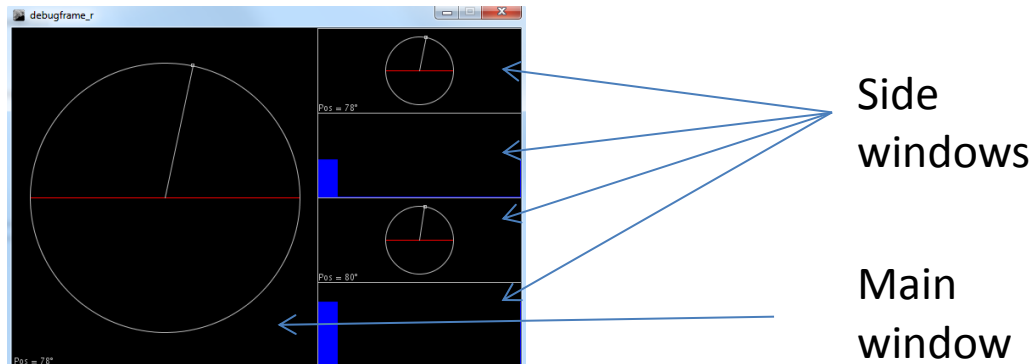 debugframe_r
Pos = 78°
Pos = 80°
Pos = 78°
Side
windows
Main
window